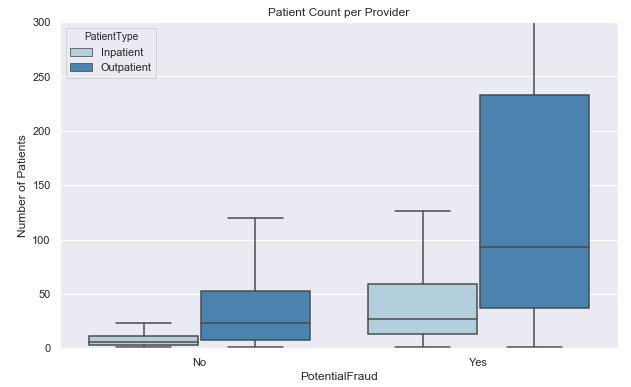 Patient Count per Provider
PatientType
Inpatient
Outpatient
300
250
200
150
100
50
0
Number of Patients
No
Yes
PotentialFraud